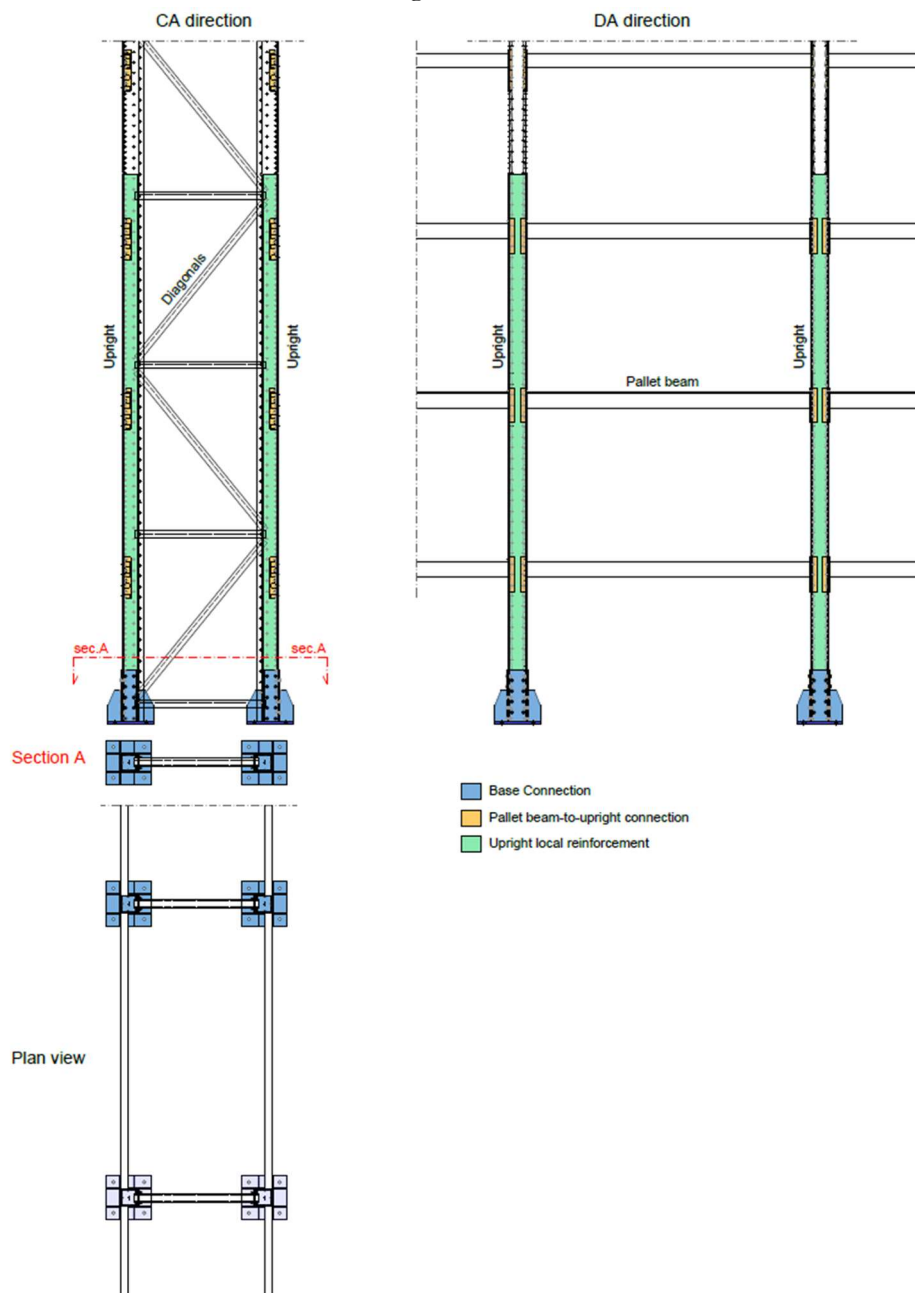 CA direction
DA direction
Diagonals
Upright
Upright
Upright
Upright
Pallet beam
sec.A
sec.A
Section A
Base Connection
Pallet beam-to-upright connection
Upright local reinforcement
Plan view